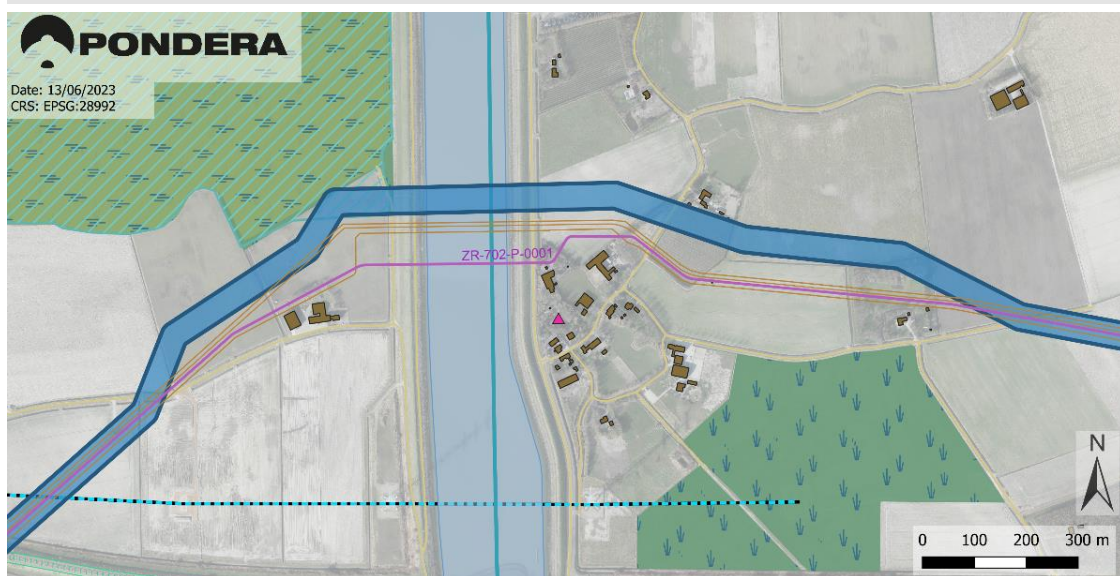 PONDERA
Date: 13/06/2023
CRS: EPSG:28992
ZR-702-P-0001
N
0 100 200 300 m